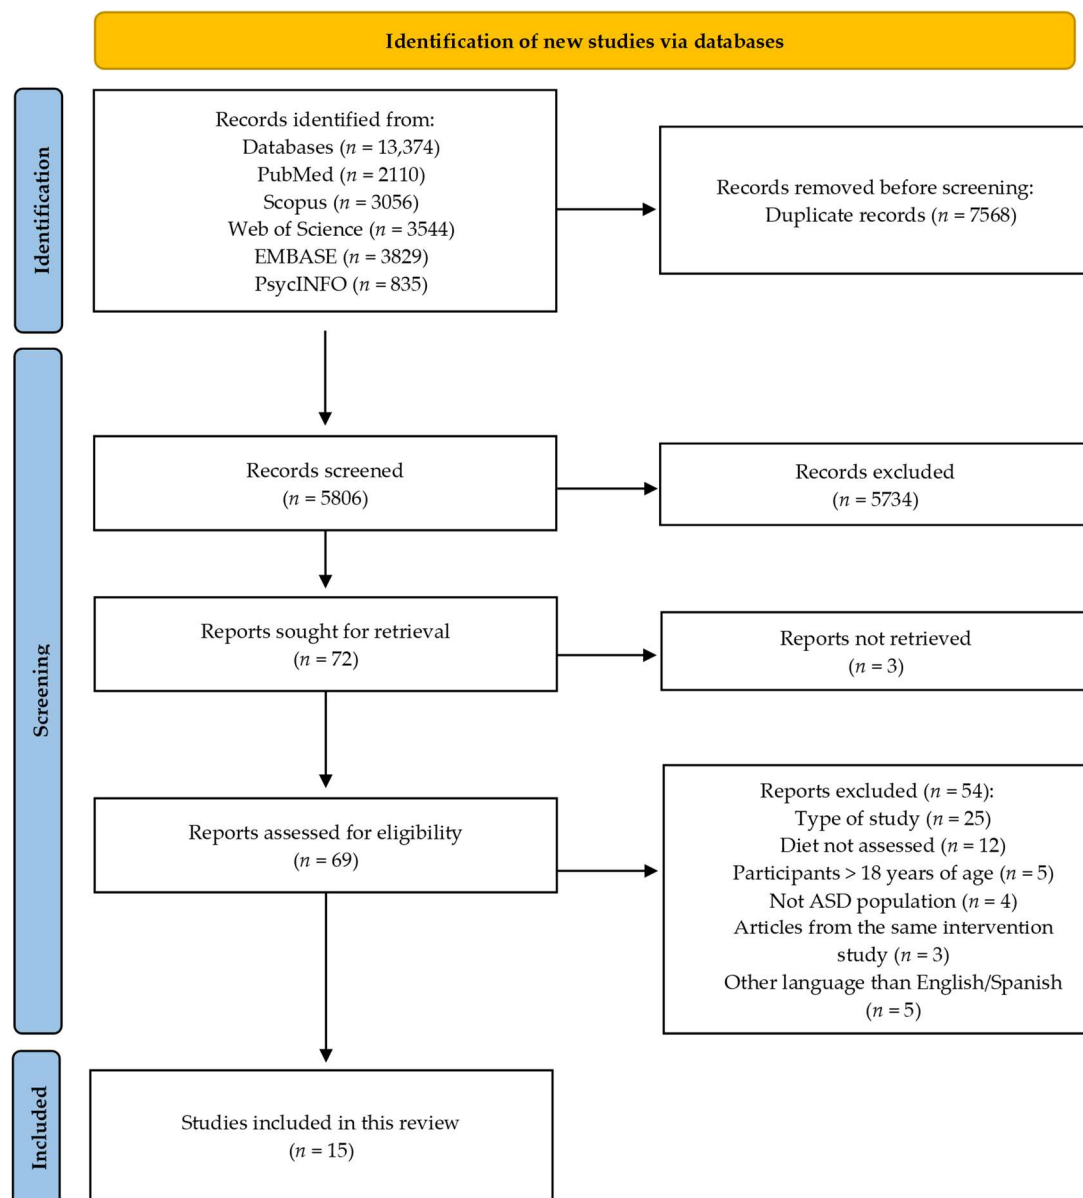 Identification of new studies via databases
Identification
Records identified from:
Databases (n = 13,374)
PubMed (n = 2110)
Scopus (n = 3056)
Web of Science (n = 3544)
EMBASE (n = 3829)
PsycINFO (n = 835)
Records removed before screening:
Duplicate records (n = 7568)
Screening
Records screened
(n = 5806)
Records excluded
(n = 5734)
Reports sought for retrieval
(n = 72)
Reports not retrieved
(n = 3)
Reports assessed for eligibility
(n = 69)
Reports excluded (n = 54):
Type of study (n = 25)
Diet not assessed (n = 12)
Participants > 18 years of age (n = 5)
Not ASD population (n = 4)
Articles from the same intervention
study (n = 3)
Other language than English/Spanish
(n = 5)
Included
Studies included in this review
(n = 15)